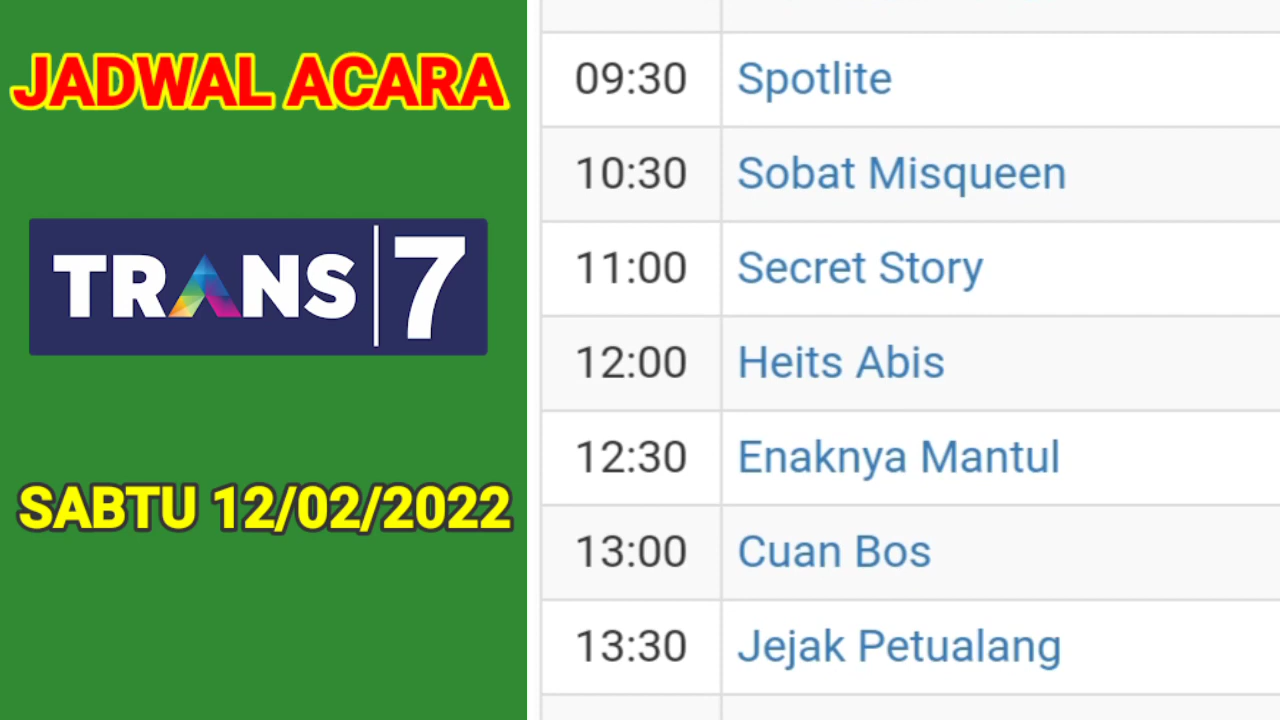 JADWAL ACARA
TRANS|7
SABTU 12/02/2022
09:30 Spotlite
10:30 Sobat Misqueen
11:00 Secret Story
12:00 Heits Abis
12:30 Enaknya Mantul
13:00 Cuan Bos
13:30 Jejak Petualang